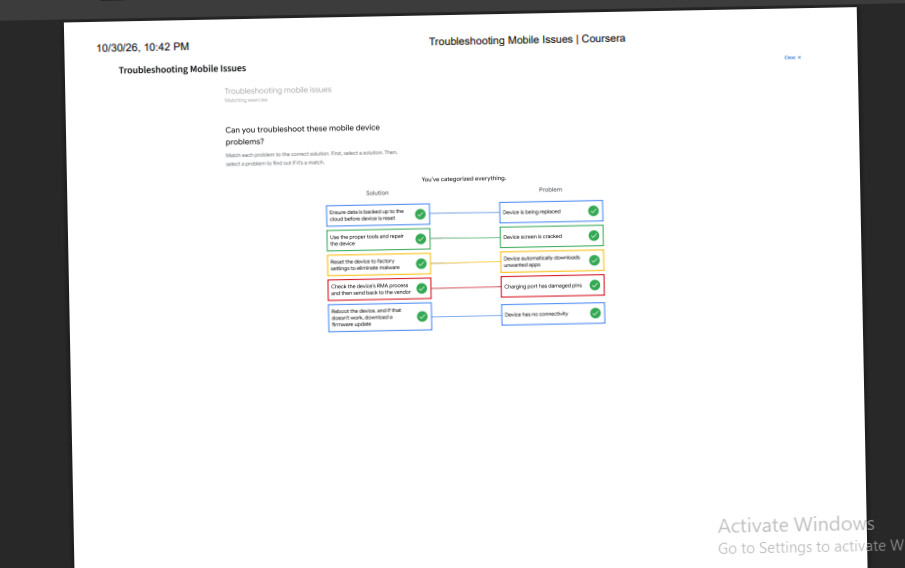 10/30/26, 10:42 PM
Troubleshooting Mobile Issues | Coursera
Troubleshooting Mobile Issues
Close ×
Troubleshooting mobile issues
Matching exercise
Can you troubleshoot these mobile device
problems?
Match each problem to the correct solution. First, select a solution. Then,
select a problem to find out if it's a match.
You've categorized everything.
Solution
Problem
Ensure data is backed up to the
cloud before device is reset
Device is being replaced
Use the proper tools and repair
the device
Device screen is cracked
Reset the device to factory
settings to eliminate malware
Device automatically downloads
unwanted apps
Check the device's RMA process
and then send back to the vendor
Charging port has damaged pins
Reboot the device, and if that
doesn't work, download a
firmware update
Device has no connectivity
Activate Windows
Go to Settings to activate W